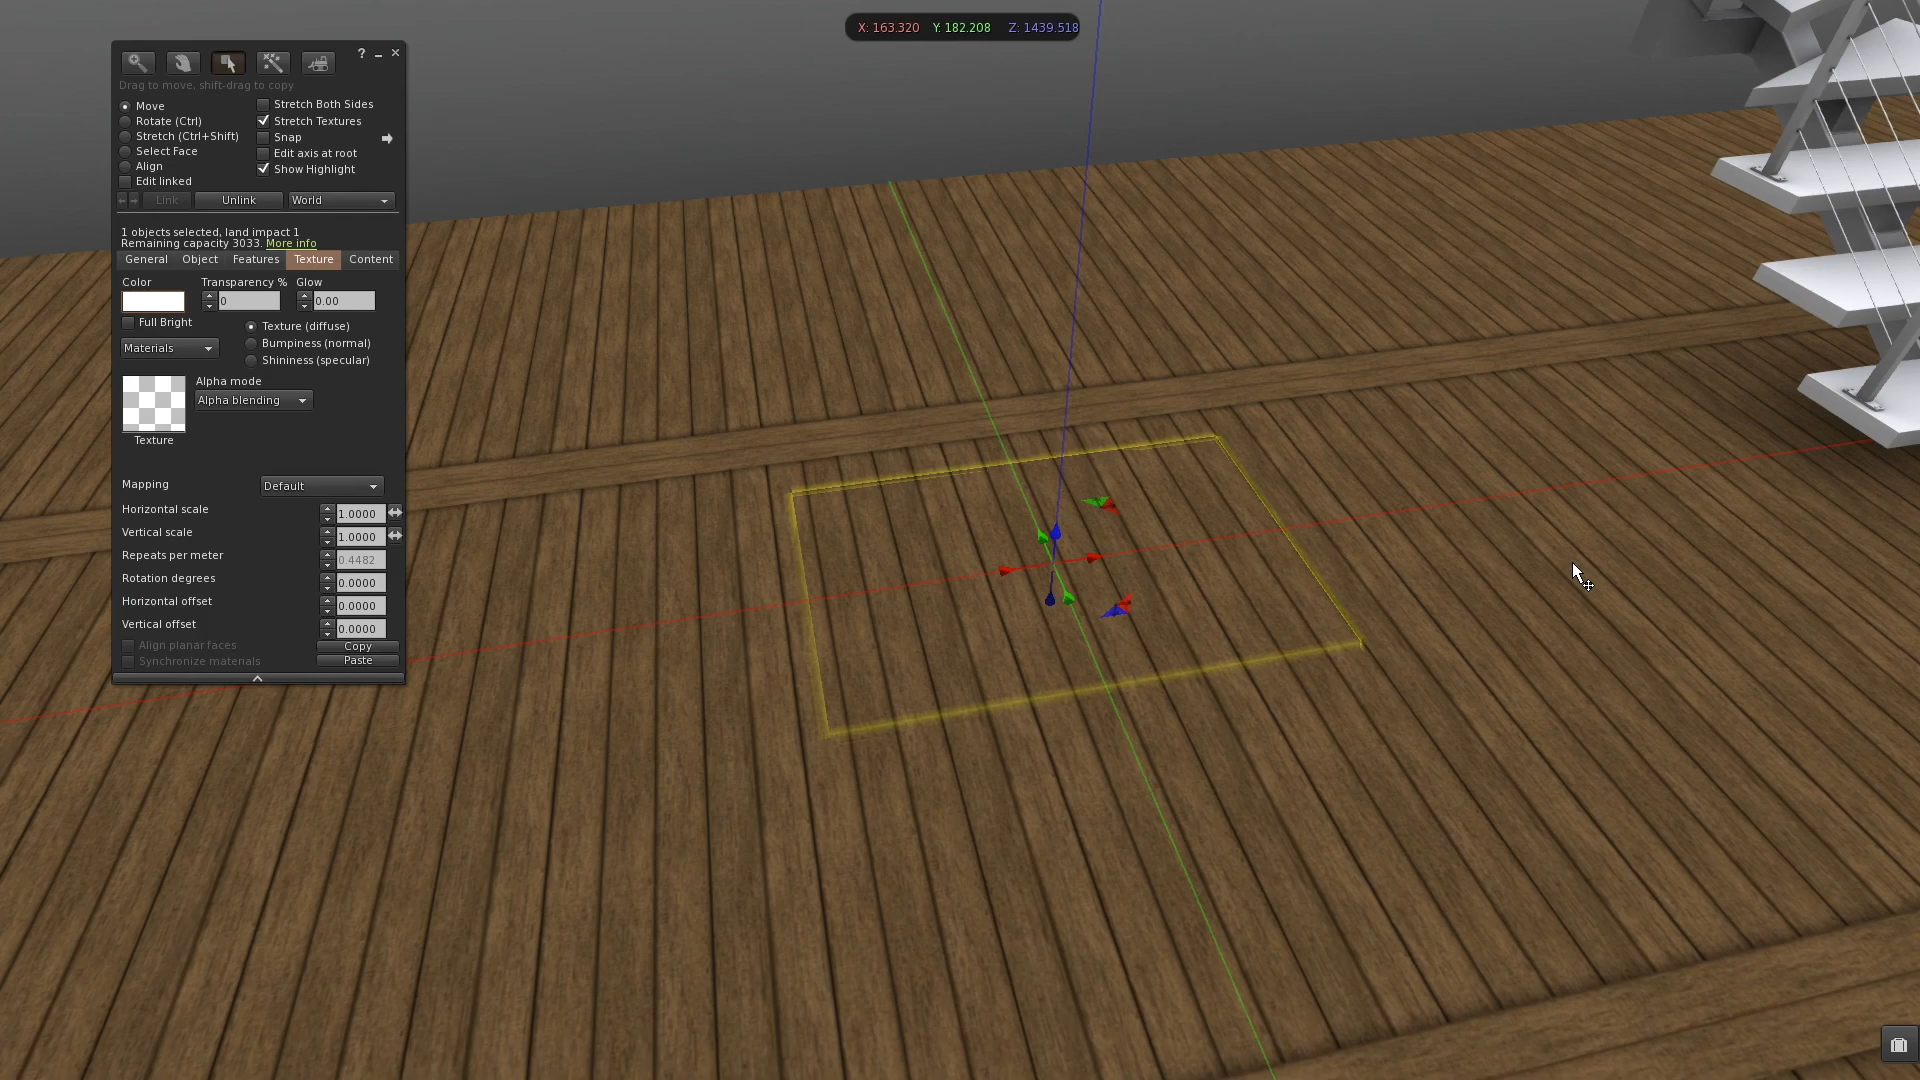 X: 163.320 Y: 182.208 Z: 1439.518
?
Drag to move, shift-drag to copy
Move
Rotate (Ctrl)
Stretch (Ctrl+Shift)
Select Face
Align
Edit linked
Stretch Both Sides
Stretch Textures
Snap
Edit axis at root
Show Highlight
Link Unlink World
1 objects selected, land impact 1
Remaining capacity 3033. More info
General Object Features Texture Content
Color Transparency % Glow
0 0.00
Full Bright
Materials
Texture (diffuse)
Bumpiness (normal)
Shininess (specular)
Alpha mode
Alpha blending
Texture
Mapping Default
Horizontal scale 1.0000
Vertical scale 1.0000
Repeats per meter 0.4482
Rotation degrees 0.0000
Horizontal offset 0.0000
Vertical offset 0.0000
Align planar faces Copy
Synchronize materials Paste